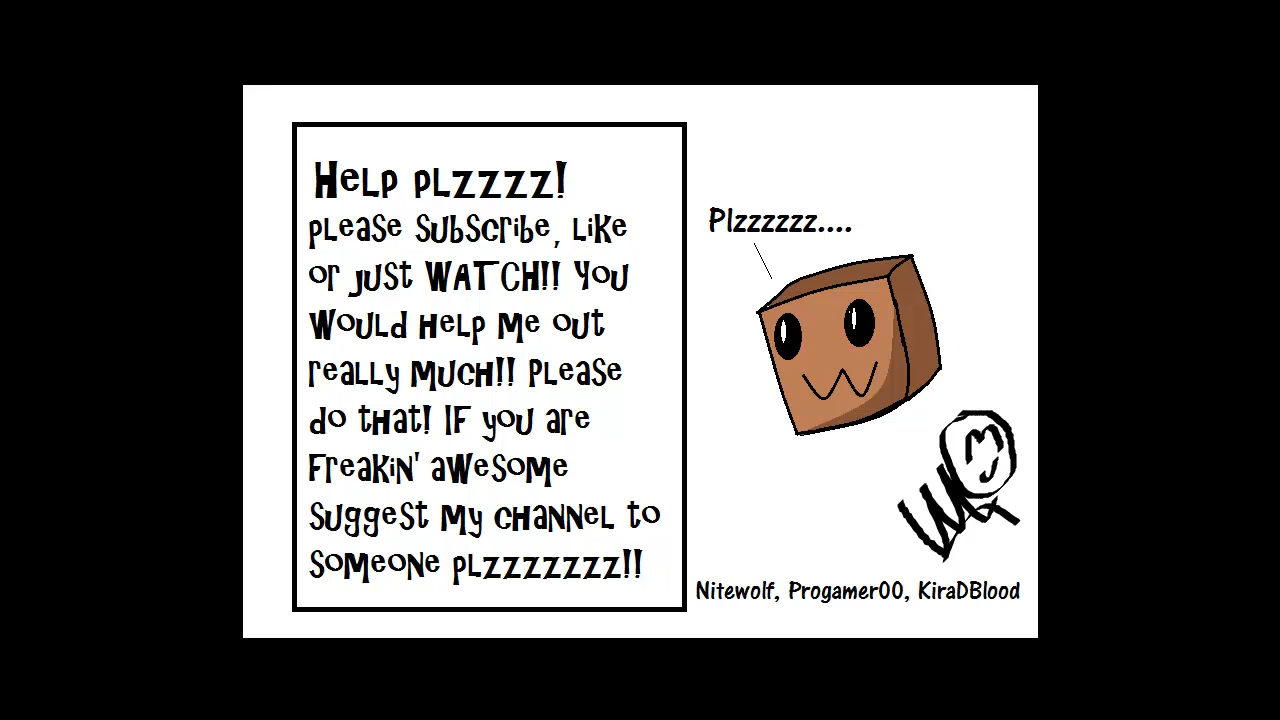 Help plzzzz!
Please Subscribe, Like
or just WATCH!! You
Would Help Me out
really MUCH!! Please
do that! IF you are
Freakin' aWesome
Suggest My channel to
Someone plzzzzzzz!!
Plzzzzzz....
Nitewolf, Progamer00, KiraDBlood